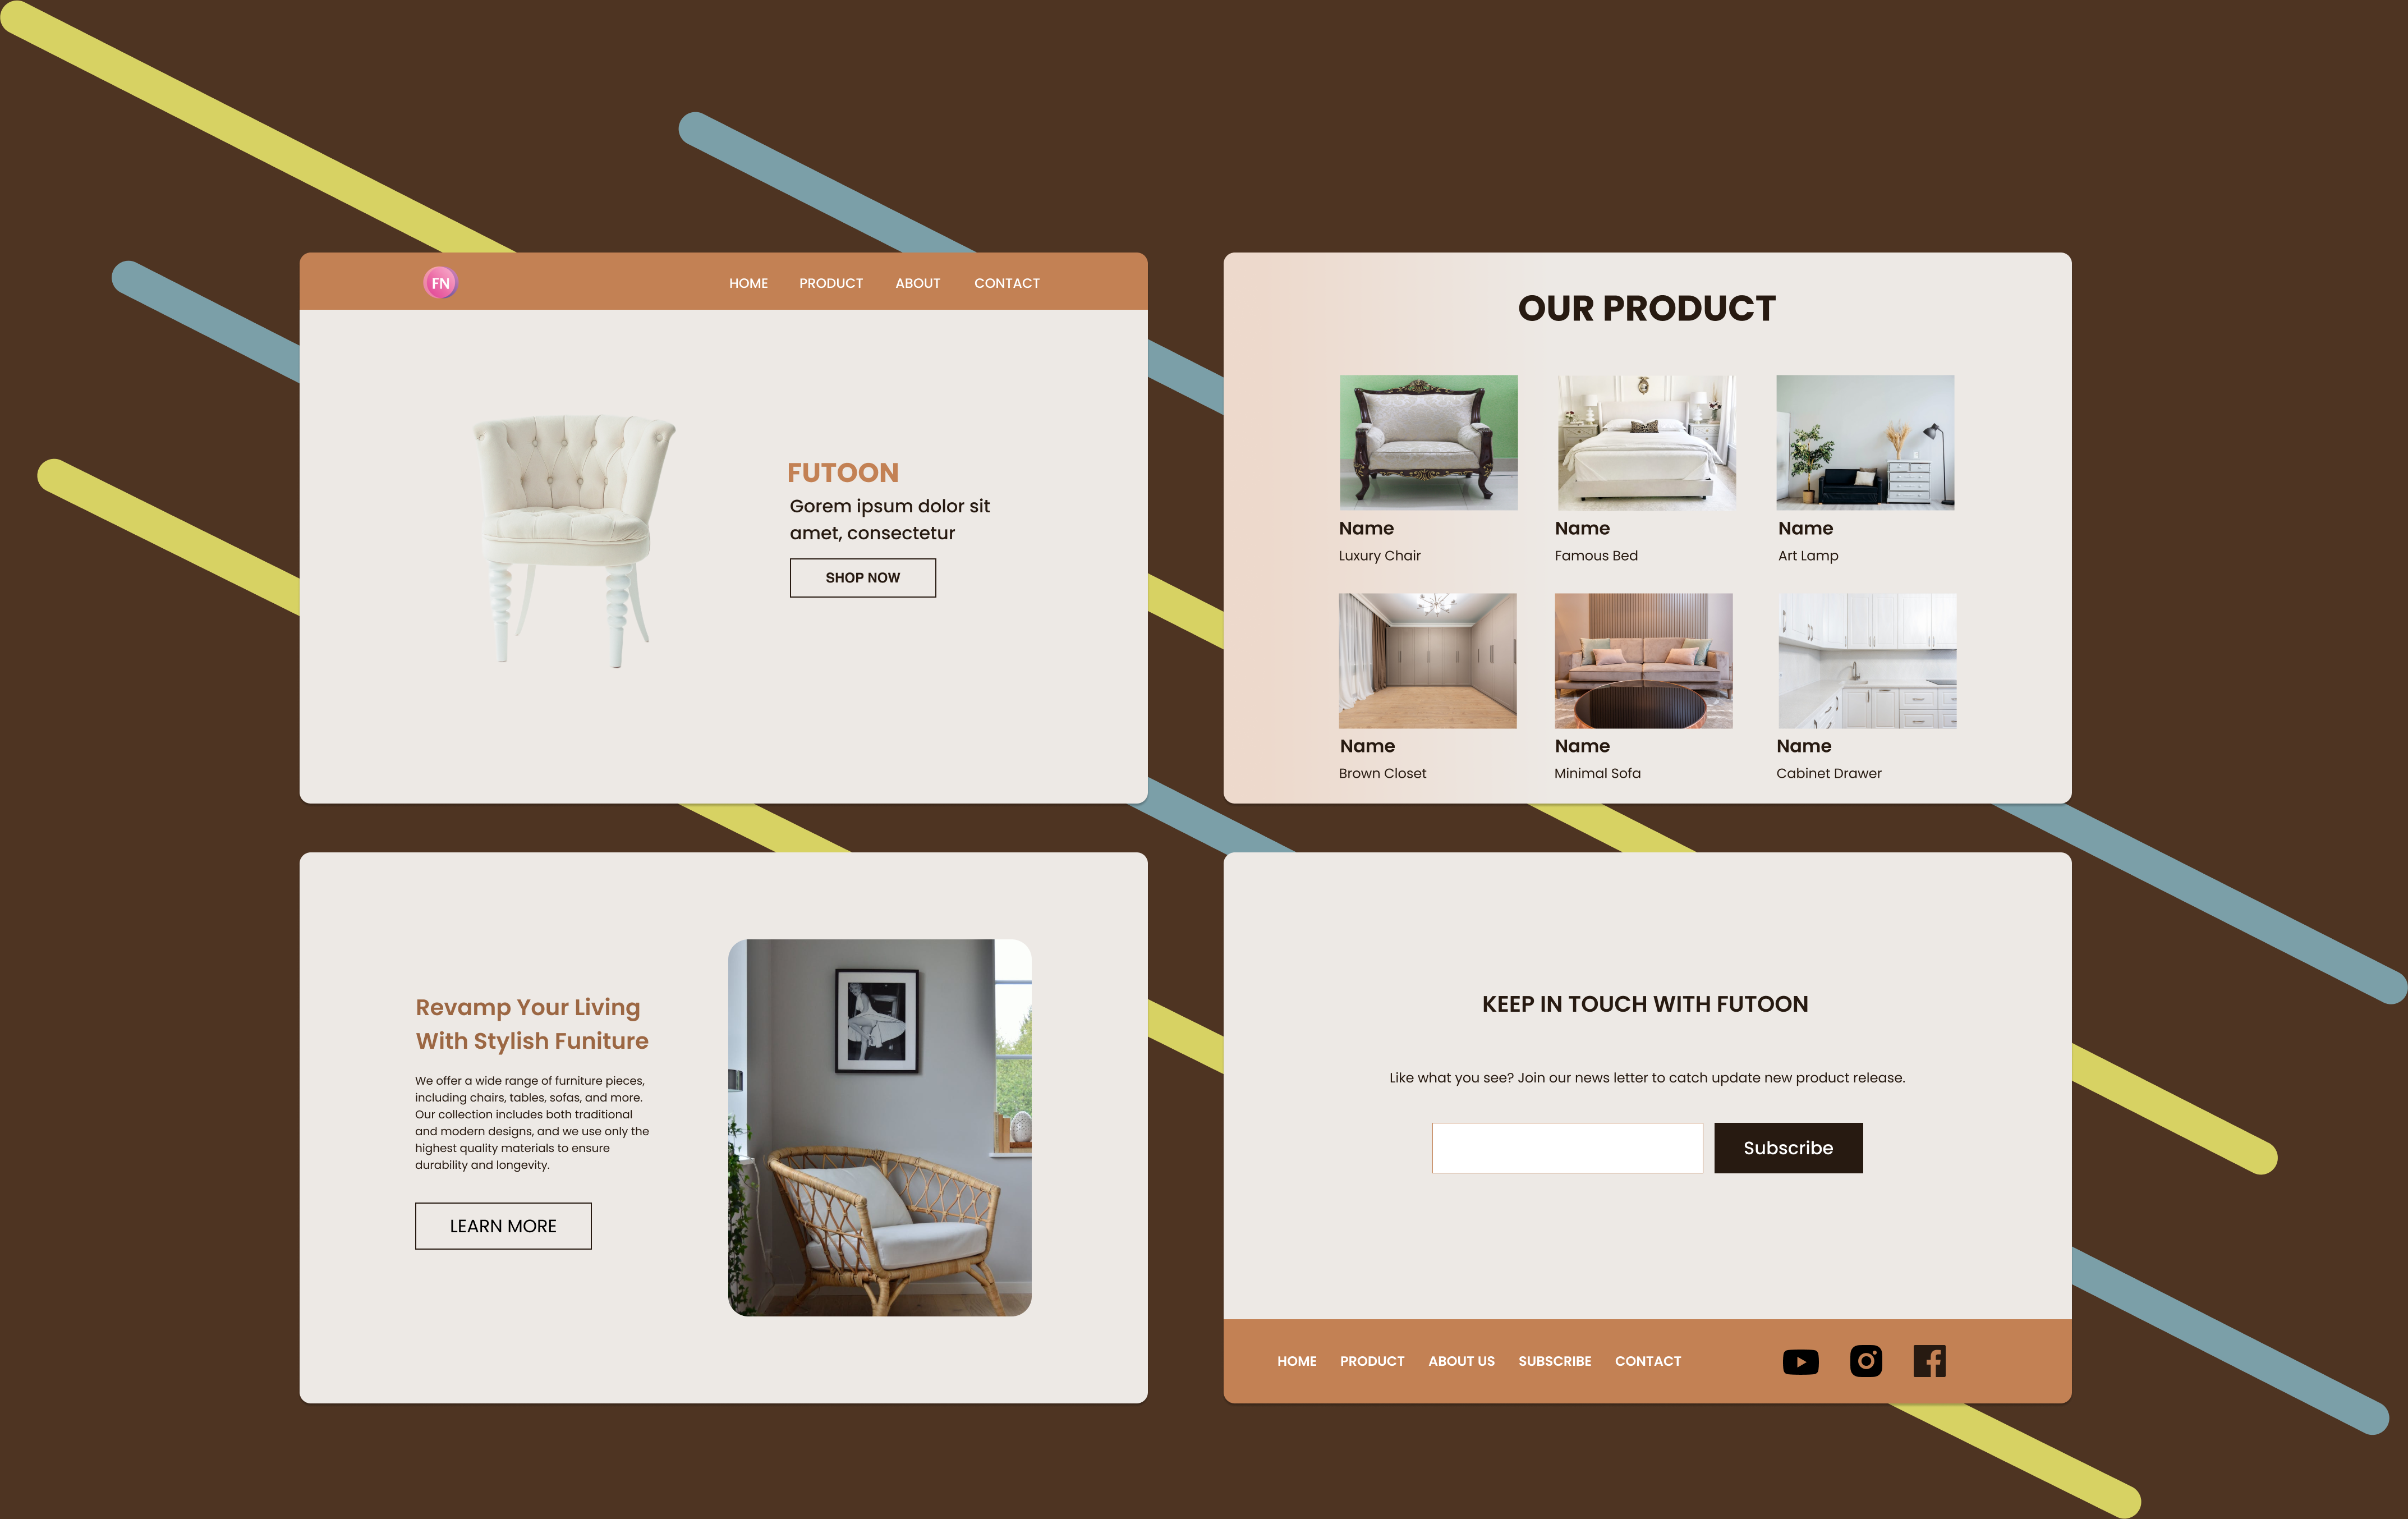 FN
HOME PRODUCT ABOUT CONTACT
FUTOON
Gorem ipsum dolor sit
amet, consectetur
SHOP NOW
OUR PRODUCT
Name Name Name
Luxury Chair Famous Bed Art Lamp
Name Name Name
Brown Closet Minimal Sofa Cabinet Drawer
Revamp Your Living
With Stylish Funiture
We offer a wide range of furniture pieces,
including chairs, tables, sofas, and more.
Our collection includes both traditional
and modern designs, and we use only the
highest quality materials to ensure
durability and longevity.
LEARN MORE
KEEP IN TOUCH WITH FUTOON
Like what you see? Join our news letter to catch update new product release.
Subscribe
HOME PRODUCT ABOUT US SUBSCRIBE CONTACT